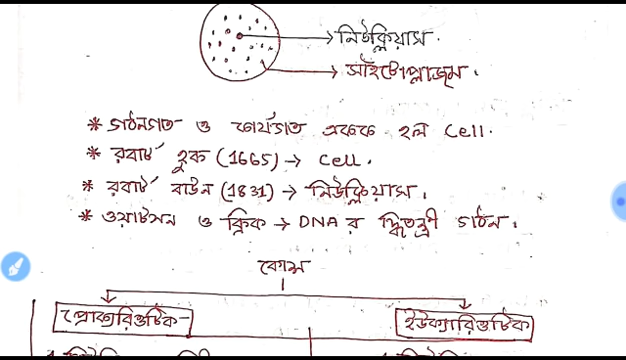 নিউক্লিয়াস.
সাইটোপ্লাজম.
* গঠনগত ও কার্যগত একক হল Cell.
* রবার্ট হুক (1665) → Cell.
* রবার্ট ব্রাউন (1831) → নিউক্লিয়াস.
* ওয়াটসন ও ক্রিক → DNA র দ্বিতন্ত্রী গঠন.
কোষ
প্রোক্যারিওটিক
ইউক্যারিওটিক